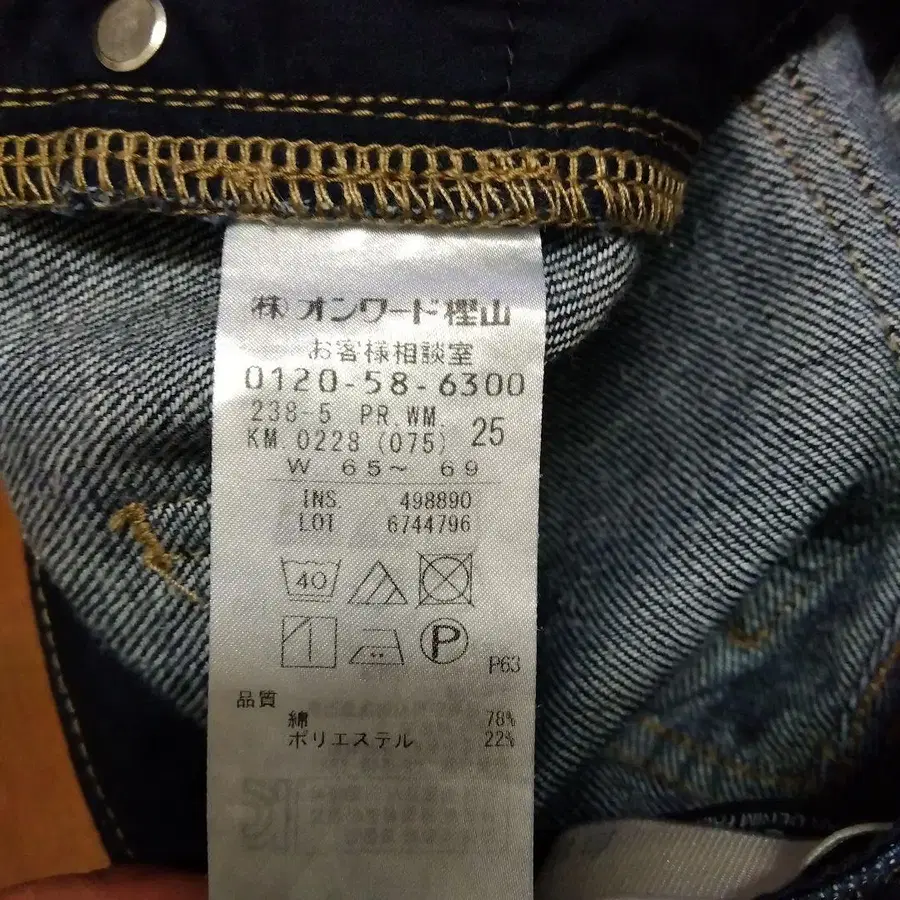 ㈱オンワード樫山
お客様相談室
0120-58-6300
238-5 PR.WM.
KM.0228(075) 25
W 65~ 69
INS. 498890
LOT 6744796
40
P
P63
品質
綿 78%
ポリエステル 22%